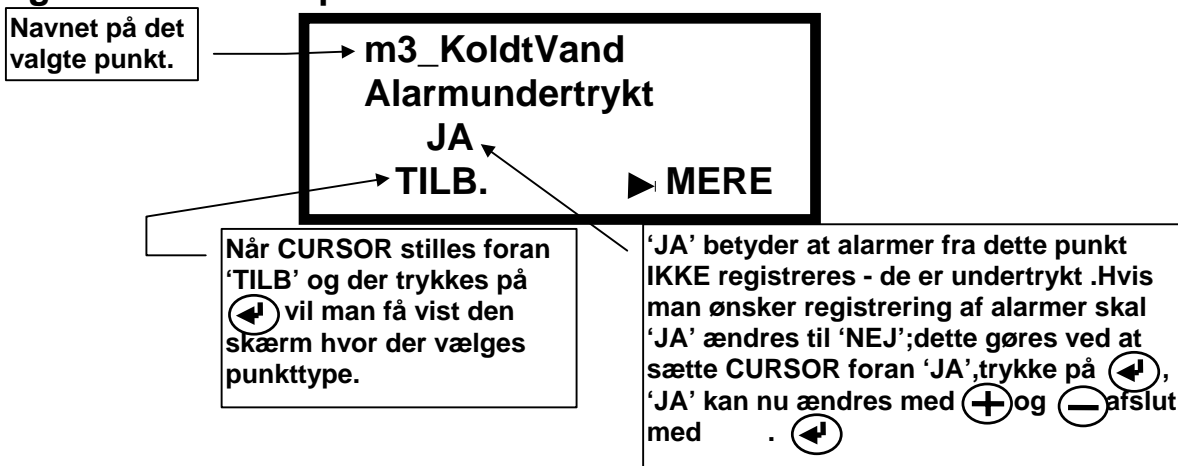 Navnet på det
valgte punkt.
m3_KoldtVand
Alarmundertrykt
JA
TILB. MERE
Når CURSOR stilles foran
‘TILB’ og der trykkes på
vil man få vist den
skærm hvor der vælges
punkttype.
‘JA’ betyder at alarmer fra dette punkt
IKKE registreres - de er undertrykt .Hvis
man ønsker registrering af alarmer skal
‘JA’ ændres til ‘NEJ’;dette gøres ved at
sætte CURSOR foran ‘JA’,trykke på ,
‘JA’ kan nu ændres med + og - afslut
med .